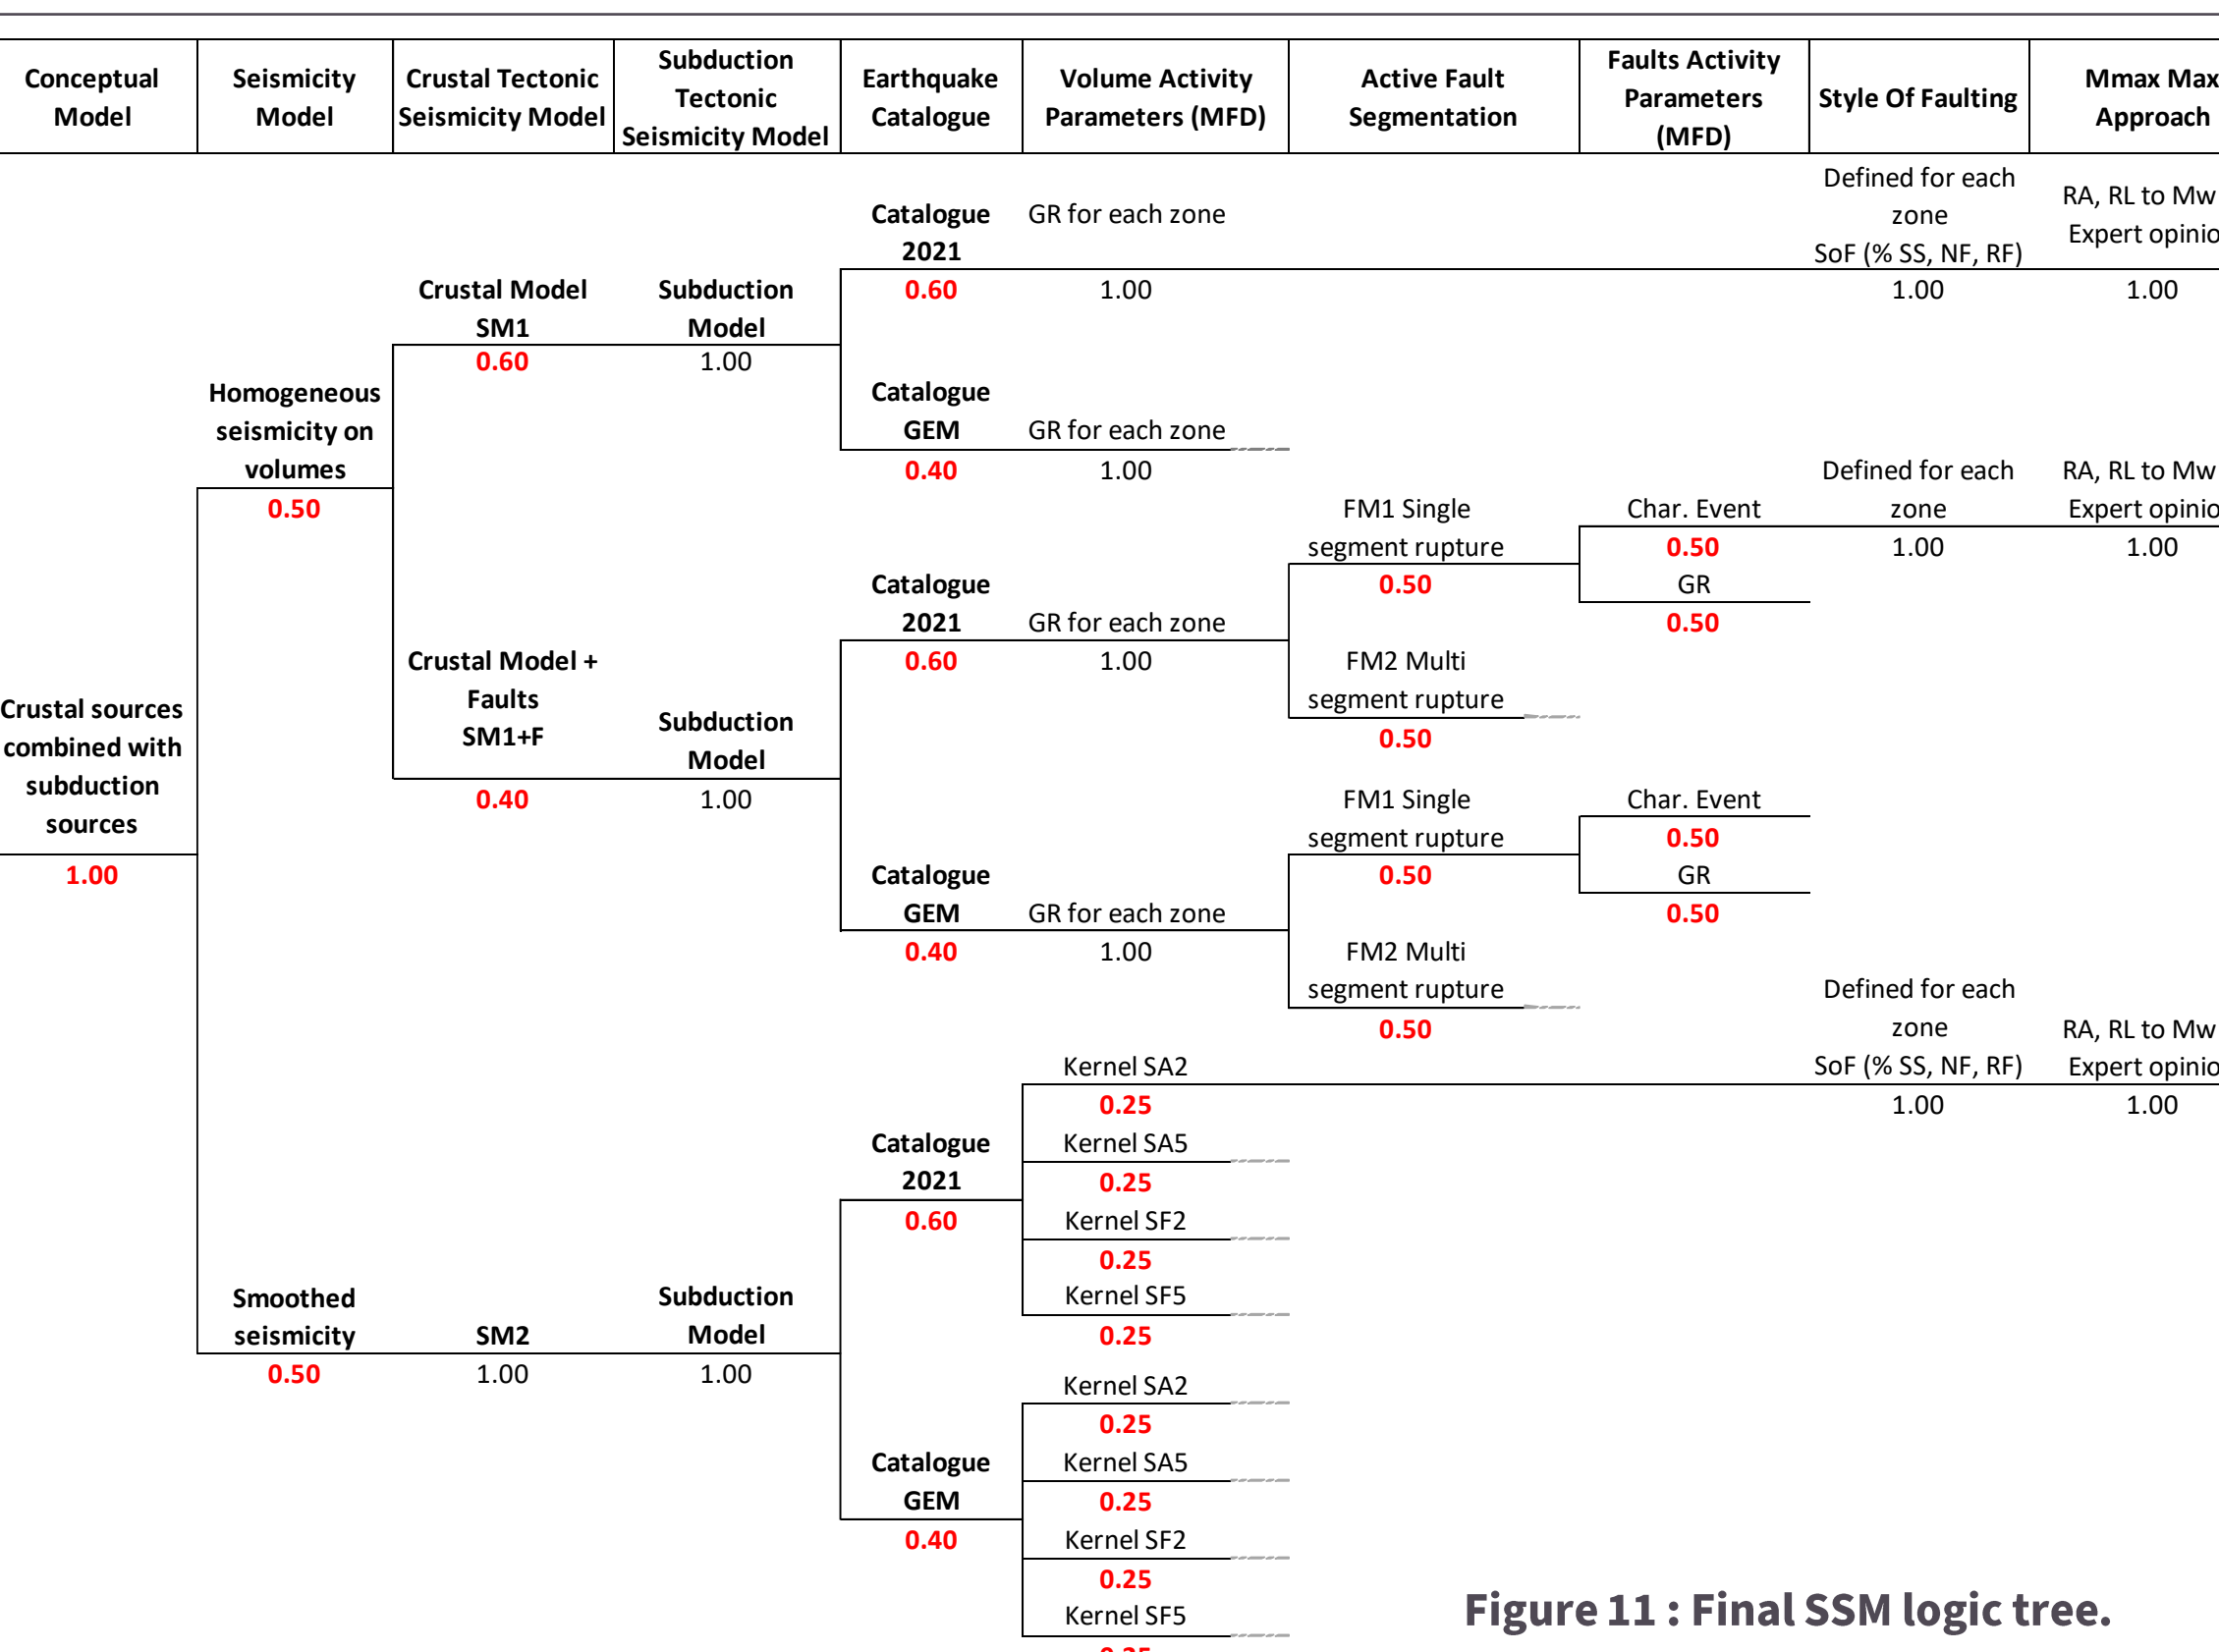 Conceptual
Model
Seismicity
Model
Crustal Tectonic
Seismicity Model
Subduction
Tectonic
Seismicity Model
Earthquake
Catalogue
Volume Activity
Parameters (MFD)
Active Fault
Segmentation
Faults Activity
Parameters
(MFD)
Style Of Faulting
Mmax Max
Approach
Crustal sources
combined with
subduction
sources
1.00
Homogeneous
seismicity on
volumes
0.50
Crustal Model
SM1
0.60
Subduction
Model
1.00
Catalogue
2021
0.60
GR for each zone
1.00
Defined for each
zone
SoF (% SS, NF, RF)
1.00
RA, RL to Mw
Expert opinio
1.00
Catalogue
GEM
0.40
GR for each zone
1.00
Crustal Model +
Faults
SM1+F
0.40
Subduction
Model
1.00
Catalogue
2021
0.60
GR for each zone
1.00
FM1 Single
segment rupture
0.50
Char. Event
0.50
GR
0.50
Defined for each
zone
1.00
RA, RL to Mw
Expert opinio
1.00
FM2 Multi
segment rupture
0.50
Catalogue
GEM
0.40
GR for each zone
1.00
FM1 Single
segment rupture
0.50
Char. Event
0.50
GR
0.50
FM2 Multi
segment rupture
0.50
Smoothed
seismicity
0.50
SM2
1.00
Subduction
Model
1.00
Catalogue
2021
0.60
Kernel SA2
0.25
Defined for each
zone
SoF (% SS, NF, RF)
1.00
RA, RL to Mw
Expert opinio
1.00
Kernel SA5
0.25
Kernel SF2
0.25
Kernel SF5
0.25
Catalogue
GEM
0.40
Kernel SA2
0.25
Kernel SA5
0.25
Kernel SF2
0.25
Kernel SF5
Figure 11 : Final SSM logic tree.